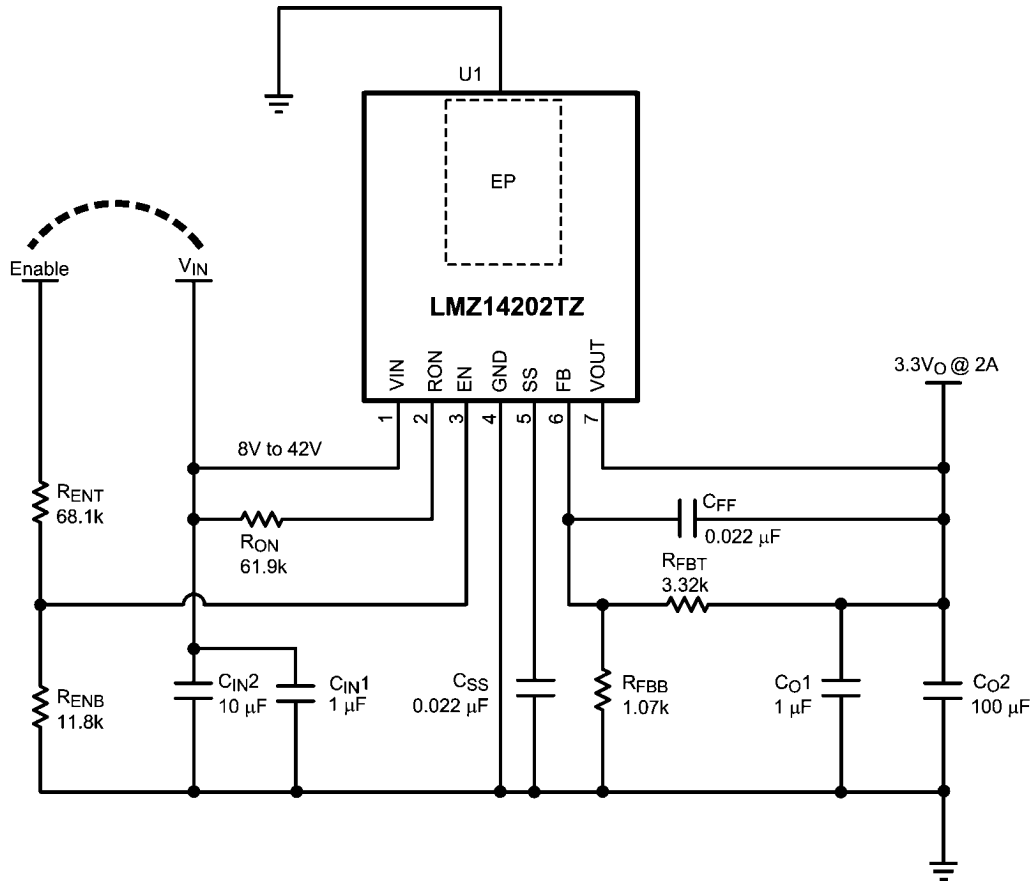 U1
EP
Enable
VIN
LMZ14202TZ
VIN
RON
EN
GND
SS
FB
VOUT
1
2
3
4
5
6
7
3.3VO @ 2A
8V to 42V
RENT
68.1k
RON
61.9k
CFF
0.022 μF
RFBT
3.32k
RENB
11.8k
CIN2
10 μF
CIN1
1 μF
CSS
0.022 μF
RFBB
1.07k
CO1
1 μF
CO2
100 μF